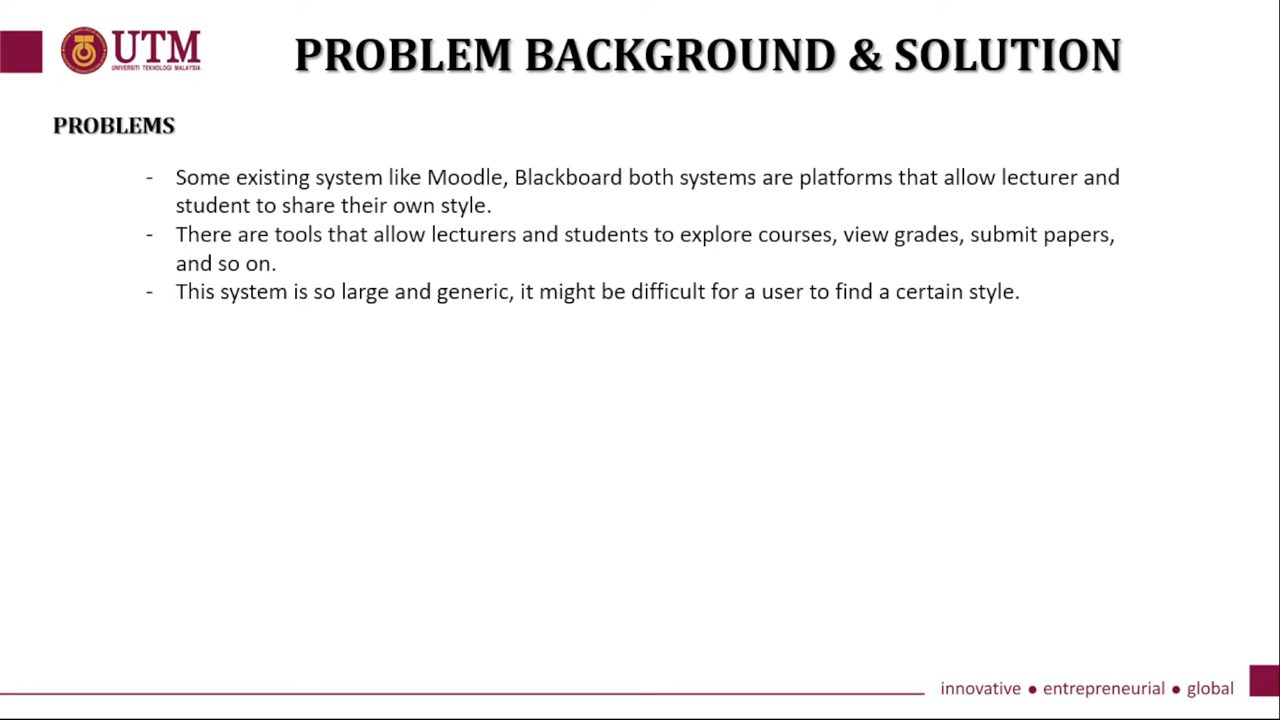 UTM
UNIVERSITI TEKNOLOGI MALAYSIA
PROBLEM BACKGROUND & SOLUTION
PROBLEMS
- Some existing system like Moodle, Blackboard both systems are platforms that allow lecturer and
student to share their own style.
- There are tools that allow lecturers and students to explore courses, view grades, submit papers,
and so on.
- This system is so large and generic, it might be difficult for a user to find a certain style.
innovative ● entrepreneurial ● global